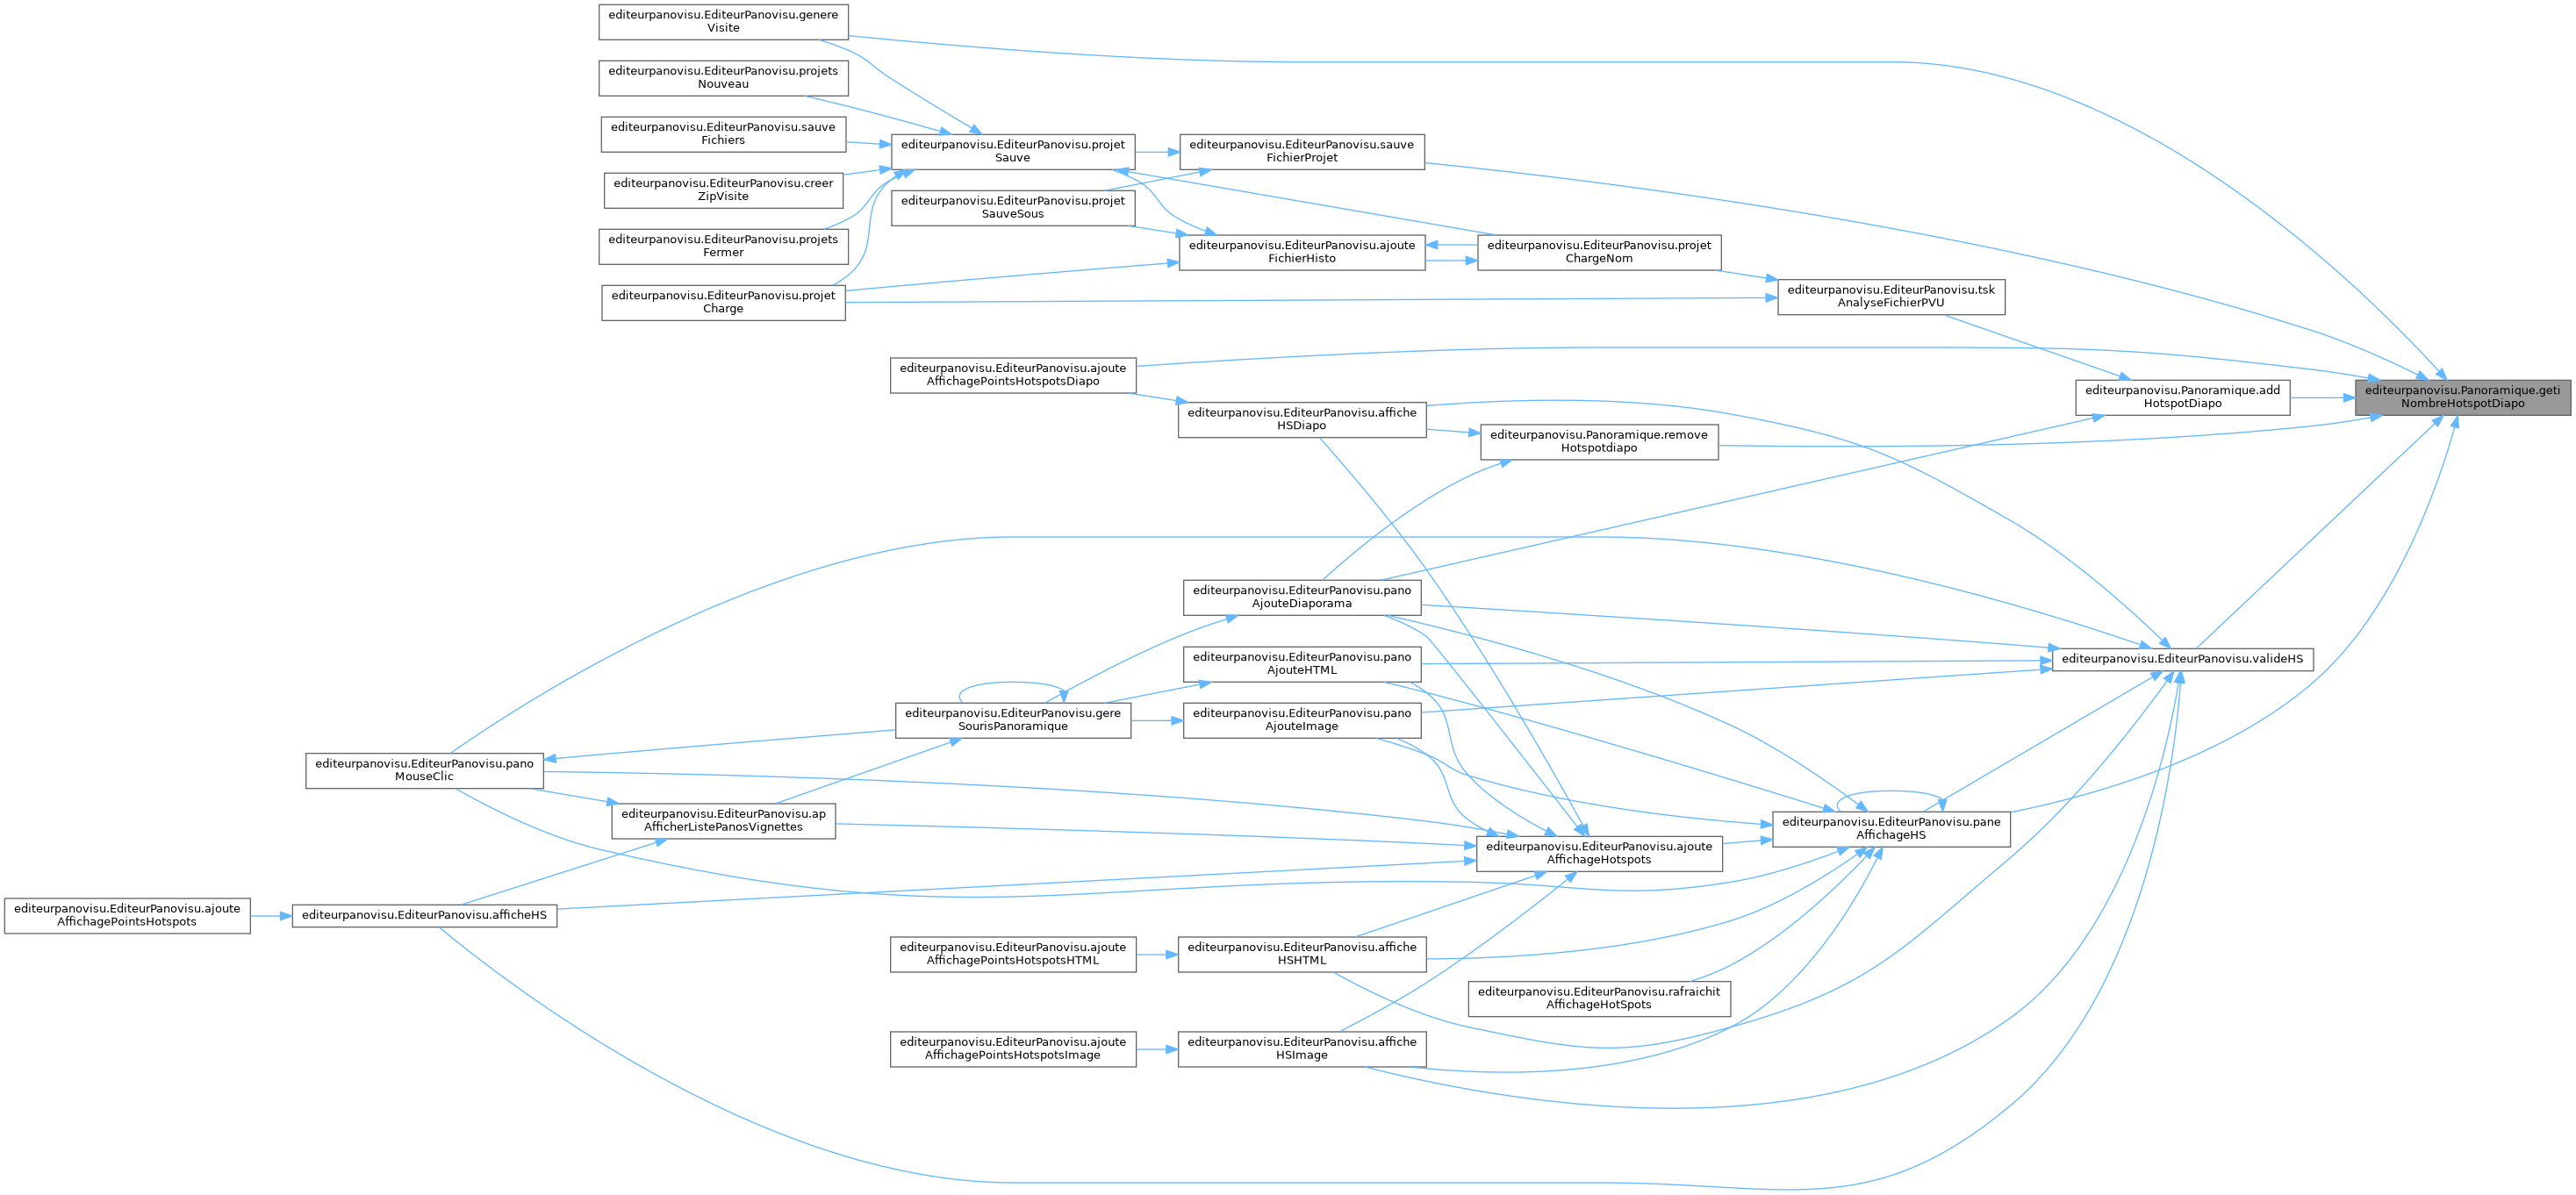 editeurpanovisu.EditeurPanovisu.genere
Visite
editeurpanovisu.EditeurPanovisu.projets
Nouveau
editeurpanovisu.EditeurPanovisu.sauve
Fichiers
editeurpanovisu.EditeurPanovisu.projet
Sauve
editeurpanovisu.EditeurPanovisu.sauve
FichierProjet
editeurpanovisu.EditeurPanovisu.creer
ZipVisite
editeurpanovisu.EditeurPanovisu.projet
SauveSous
editeurpanovisu.EditeurPanovisu.projets
Fermer
editeurpanovisu.EditeurPanovisu.ajoute
FichierHisto
editeurpanovisu.EditeurPanovisu.projet
ChargeNom
editeurpanovisu.EditeurPanovisu.projet
Charge
editeurpanovisu.EditeurPanovisu.tsk
AnalyseFichierPVU
editeurpanovisu.EditeurPanovisu.ajoute
AffichagePointsHotspotsDiapo
editeurpanovisu.Panoramique.add
HotspotDiapo
editeurpanovisu.Panoramique.geti
NombreHotspotDiapo
editeurpanovisu.EditeurPanovisu.affiche
HSDiapo
editeurpanovisu.Panoramique.remove
Hotspotdiapo
editeurpanovisu.EditeurPanovisu.pano
AjouteDiaporama
editeurpanovisu.EditeurPanovisu.pano
AjouteHTML
editeurpanovisu.EditeurPanovisu.valideHS
editeurpanovisu.EditeurPanovisu.gere
SourisPanoramique
editeurpanovisu.EditeurPanovisu.pano
AjouteImage
editeurpanovisu.EditeurPanovisu.pano
MouseClic
editeurpanovisu.EditeurPanovisu.ap
AfficherListePanosVignettes
editeurpanovisu.EditeurPanovisu.pane
AffichageHS
editeurpanovisu.EditeurPanovisu.ajoute
AffichageHotspots
editeurpanovisu.EditeurPanovisu.ajoute
AffichagePointsHotspots
editeurpanovisu.EditeurPanovisu.afficheHS
editeurpanovisu.EditeurPanovisu.ajoute
AffichagePointsHotspotsHTML
editeurpanovisu.EditeurPanovisu.affiche
HSHTML
editeurpanovisu.EditeurPanovisu.rafraichit
AffichageHotSpots
editeurpanovisu.EditeurPanovisu.ajoute
AffichagePointsHotspotsImage
editeurpanovisu.EditeurPanovisu.affiche
HSImage